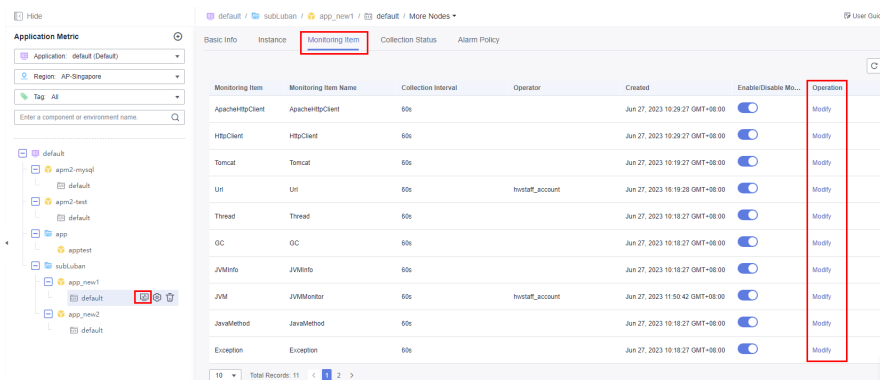 Hide
default / subLuban / app_new1 / default / More Nodes
User Guid
Application Metric
Basic Info Instance Monitoring Item Collection Status Alarm Policy
Application: default (Default)
Region: AP-Singapore
Tag: All
Enter a component or environment name.
Monitoring Item Monitoring Item Name Collection Interval Operator Created Enable/Disable Mo... Operation
ApacheHttpClient ApacheHttpClient 60s Jun 27, 2023 10:29:27 GMT+08:00 Modify
HttpClient HttpClient 60s Jun 27, 2023 10:29:27 GMT+08:00 Modify
Tomcat Tomcat 60s Jun 27, 2023 10:19:27 GMT+08:00 Modify
Url Url 60s hwstaff_account Jun 27, 2023 16:19:28 GMT+08:00 Modify
Thread Thread 60s Jun 27, 2023 10:18:27 GMT+08:00 Modify
GC GC 60s Jun 27, 2023 10:18:27 GMT+08:00 Modify
JVMInfo JVMInfo 60s Jun 27, 2023 10:18:27 GMT+08:00 Modify
JVM JVMMonitor 60s hwstaff_account Jun 27, 2023 11:50:42 GMT+08:00 Modify
JavaMethod JavaMethod 60s Jun 27, 2023 10:18:27 GMT+08:00 Modify
Exception Exception 60s Jun 27, 2023 10:18:27 GMT+08:00 Modify
10 Total Records: 11 < 1 2 >
default
apm2-mysql
default
apm2-test
default
app
apptest
subLuban
app_new1
default
app_new2
default